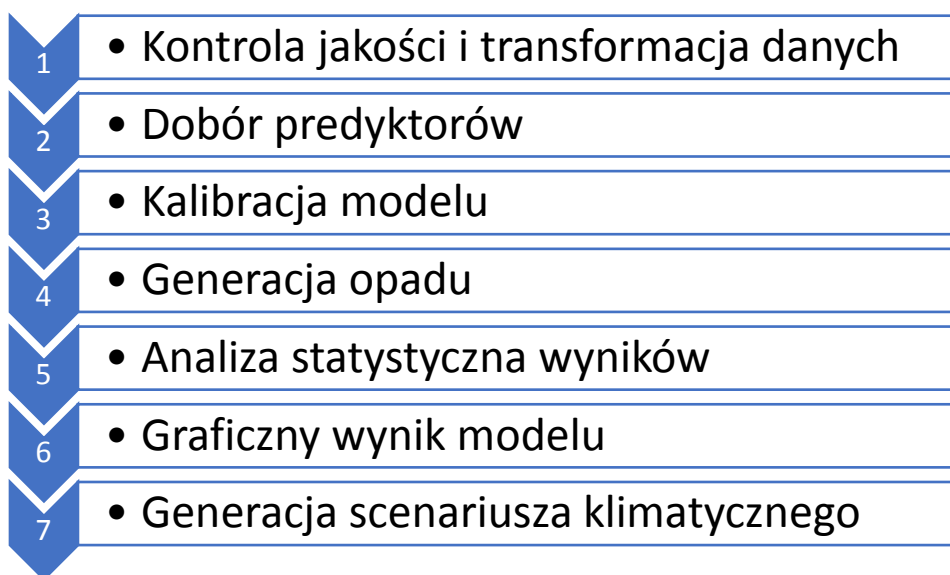 1 • Kontrola jakości i transformacja danych
2 • Dobór predyktorów
3 • Kalibracja modelu
4 • Generacja opadu
5 • Analiza statystyczna wyników
6 • Graficzny wynik modelu
7 • Generacja scenariusza klimatycznego